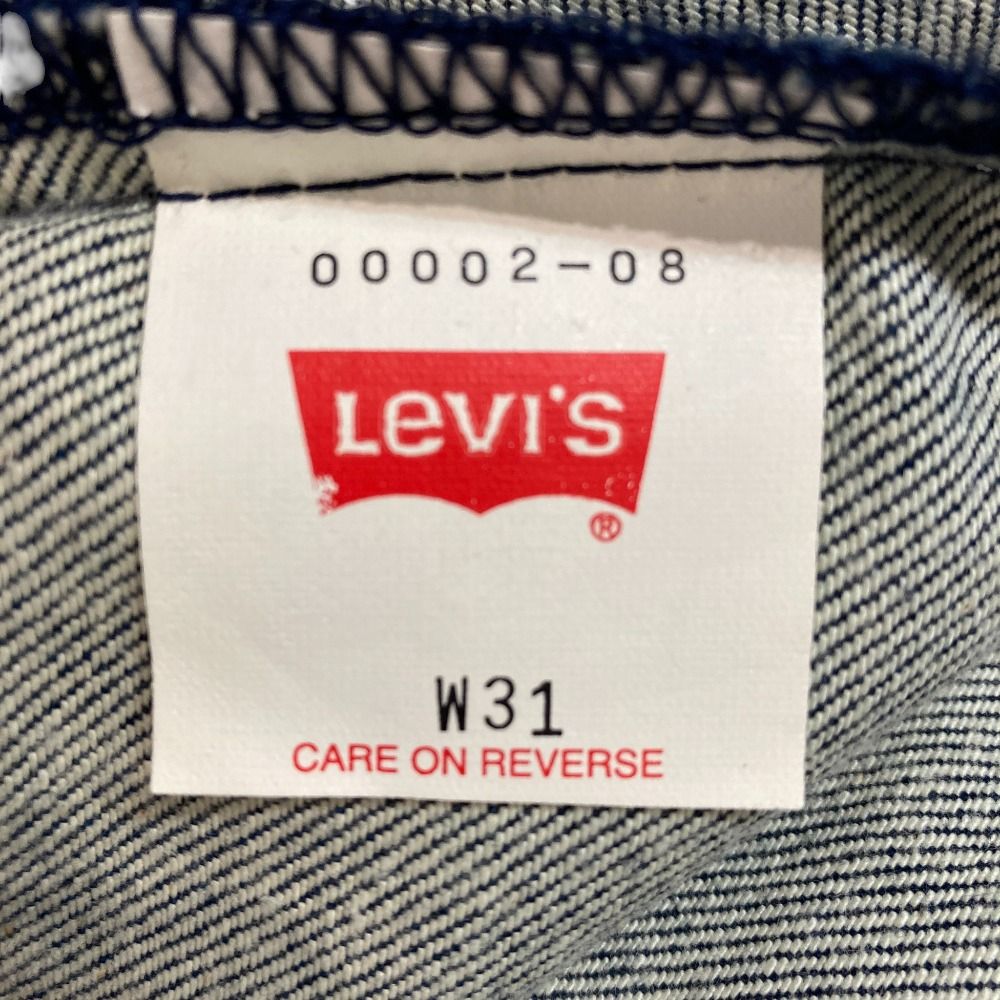 00002-08
Levi's
®
W31
CARE ON REVERSE